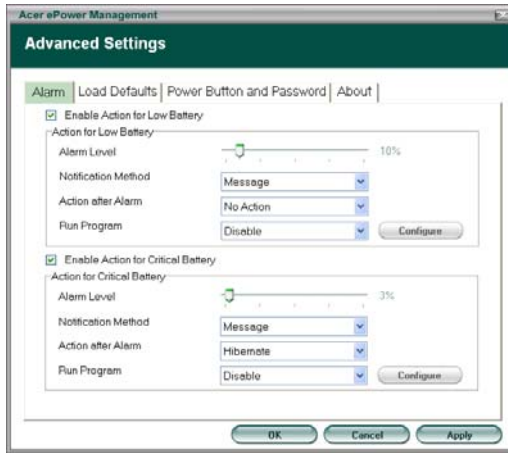 Acer ePower Management
Advanced Settings
Alarm Load Defaults Power Button and Password About
Enable Action for Low Battery
Action for Low Battery
Alarm Level 10%
Notification Method Message
Action after Alarm No Action
Run Program Disable Configure
Enable Action for Critical Battery
Action for Critical Battery
Alarm Level 3%
Notification Method Message
Action after Alarm Hibernate
Run Program Disable Configure
OK Cancel Apply